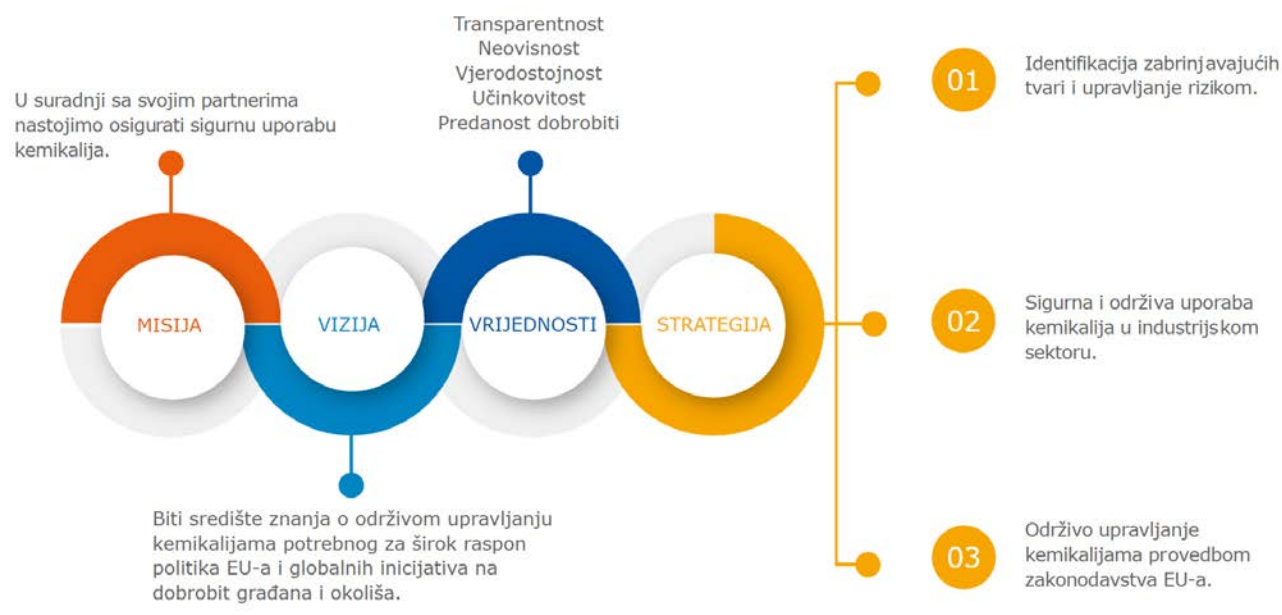 U suradnji sa svojim partnerima
nastojimo osigurati sigurnu uporabu
kemikalija.
MISIJA
VIZIJA
Biti središte znanja o održivom upravljanju
kemikalijama potrebnog za širok raspon
politika EU-a i globalnih inicijativa na
dobrobit građana i okoliša.
Transparentnost
Neovisnost
Vjerodostojnost
Učinkovitost
Predanost dobrobiti
VRIJEDNOSTI
STRATEGIJA
01
Identifikacija zabrinjavajućih
tvari i upravljanje rizikom.
02
Sigurna i održiva uporaba
kemikalija u industrijskom
sektoru.
03
Održivo upravljanje
kemikalijama provedbom
zakonodavstva EU-a.